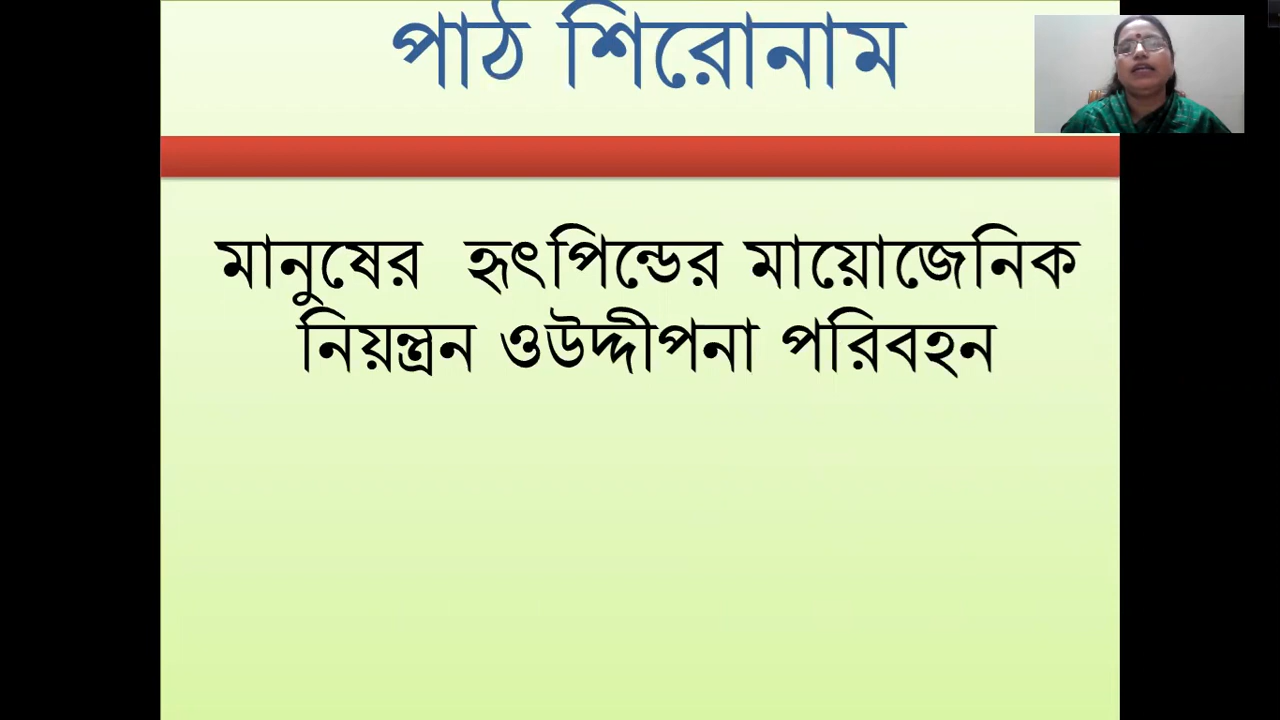 পাঠ শিরোনাম
মানুষের হৃৎপিন্ডের মায়োজেনিক
নিয়ন্ত্রন ওউদ্দীপনা পরিবহন